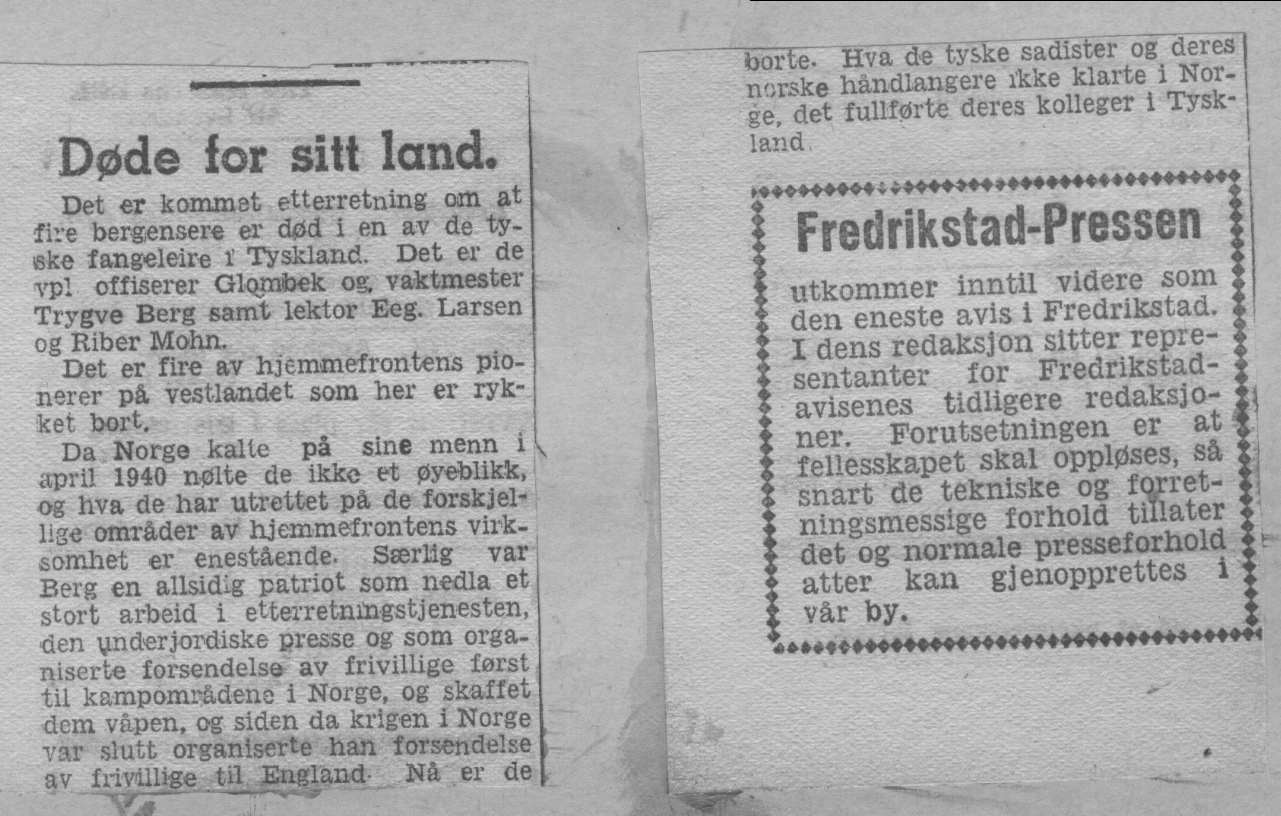 Døde for sitt land.
Det er kommet etterretning om at
fire bergensere er død i en av de ty-
ske fangeleire i Tyskland. Det er de
vpl offiserer Glombek og, vaktmester
Trygve Berg samt lektor Eeg. Larsen
og Riber Mohn.
Det er fire av hjemmefrontens pio-
nerer på vestlandet som her er ryk-
ket bort.
Da Norge kalte på sine menn i
april 1940 nølte de ikke et øyeblikk,
og hva de har utrettet på de forskjel-
lige områder av hjemmefrontens virk-
somhet er enestående. Særlig var
Berg en allsidig patriot som nedla et
stort arbeid i etterretningstjenesten,
den underjordiske presse og som orga-
niserte forsendelse av frivillige først
til kampområdene i Norge, og skaffet
dem våpen, og siden da krigen i Norge
var slutt organiserte han forsendelse
av frivillige til England. Nå er de
borte. Hva de tyske sadister og deres
norske håndlangere ikke klarte i Nor-
ge, det fullførte deres kolleger i Tysk-
land.
Fredrikstad-Pressen
utkommer inntil videre som
den eneste avis i Fredrikstad.
I dens redaksjon sitter repre-
sentanter for Fredrikstad-
avisenes tidligere redaksjo-
ner. Forutsetningen er at
fellesskapet skal oppløses, så
snart de tekniske og forret-
ningsmessige forhold tillater
det og normale presseforhold
atter kan gjenopprettes i
vår by.